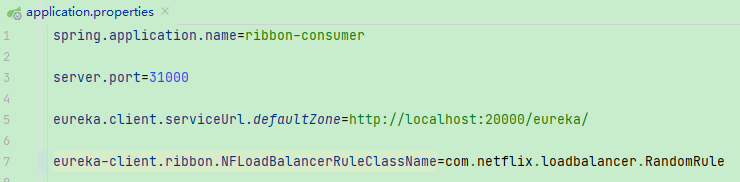 application.properties
1 spring.application.name=ribbon-consumer
2
3 server.port=31000
4
5 eureka.client.serviceUrl.defaultZone=http://localhost:20000/eureka/
6
7 eureka-client.ribbon.NFLoadBalancerRuleClassName=com.netflix.loadbalancer.RandomRule